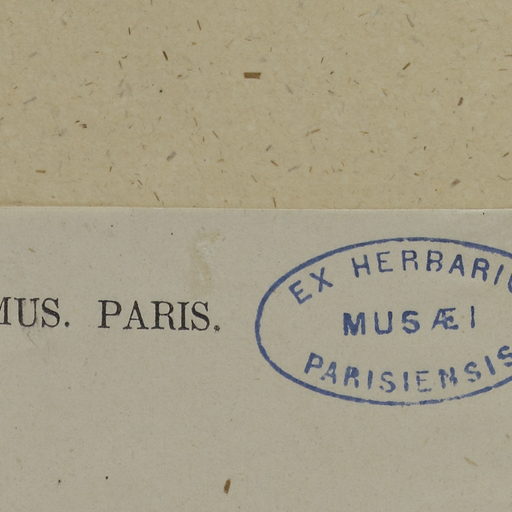 MUS. PARIS.
EX HERBARIO
MUSÆI
PARISIENSIS